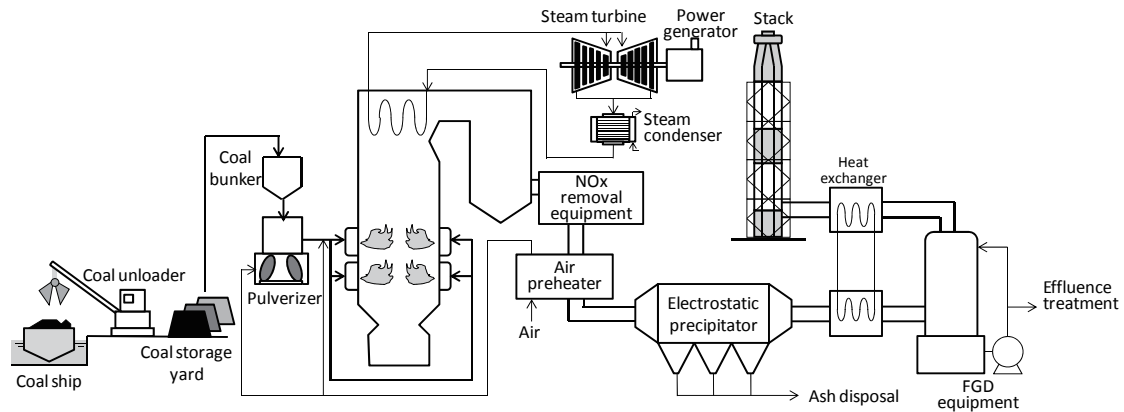 Steam turbine
Power
generator
Stack
Steam
condenser
Coal
bunker
NOx
removal
equipment
Heat
exchanger
Coal unloader
Pulverizer
Air
preheater
Electrostatic
precipitator
Effluence
treatment
Air
Coal storage
yard
Coal ship
FGD
equipment
Ash disposal